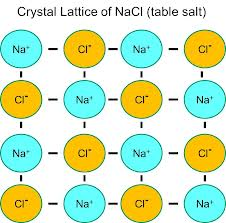 Crystal Lattice of NaCl (table salt)
Na⁺ Cl⁻ Na⁺ Cl⁻
Cl⁻ Na⁺ Cl⁻ Na⁺
Na⁺ Cl⁻ Na⁺ Cl⁻
Cl⁻ Na⁺ Cl⁻ Na⁺